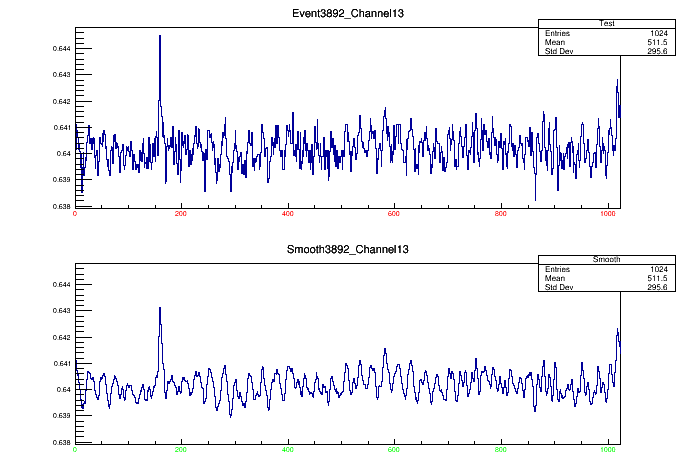 Event3892_Channel13
Test
Entries 1024
Mean 511.5
Std Dev 295.6
0.644
0.643
0.642
0.641
0.64
0.639
0.638
0 200 400 600 800 1000
Smooth3892_Channel13
Smooth
Entries 1024
Mean 511.5
Std Dev 295.6
0.644
0.643
0.642
0.641
0.64
0.639
0.638
0 200 400 600 800 1000